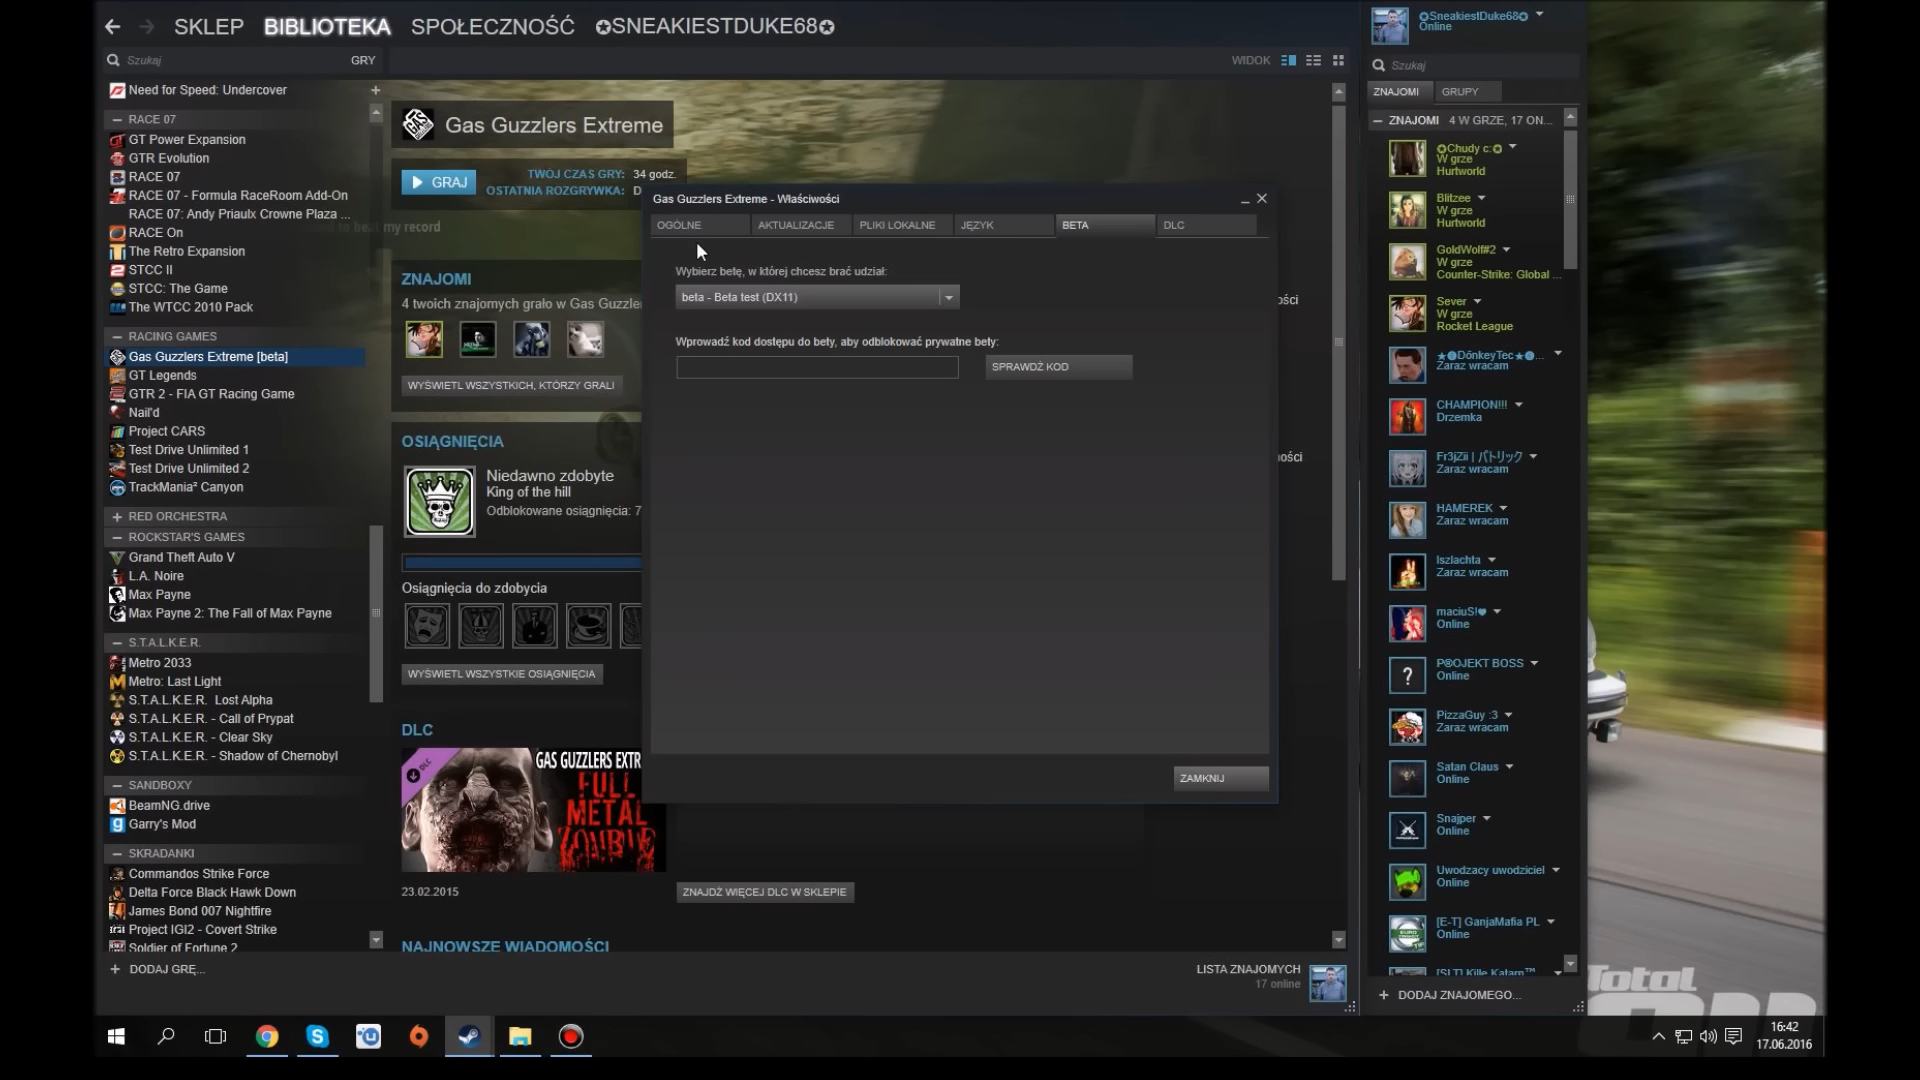 SKLEP BIBLIOTEKA SPOŁECZNOŚĆ ✪SNEAKIESTDUKE68✪
Szukaj GRY
WIDOK
Need for Speed: Undercover +
— RACE 07
GT Power Expansion
GTR Evolution
RACE 07
RACE 07 - Formula RaceRoom Add-On
RACE 07: Andy Priaulx Crowne Plaza ...
RACE On
The Retro Expansion
STCC II
STCC: The Game
The WTCC 2010 Pack
— RACING GAMES
Gas Guzzlers Extreme [beta]
GT Legends
GTR 2 - FIA GT Racing Game
Nail'd
Project CARS
Test Drive Unlimited 1
Test Drive Unlimited 2
TrackMania² Canyon
+ RED ORCHESTRA
— ROCKSTAR'S GAMES
Grand Theft Auto V
L.A. Noire
Max Payne
Max Payne 2: The Fall of Max Payne
— S.T.A.L.K.E.R.
Metro 2033
Metro: Last Light
S.T.A.L.K.E.R. Lost Alpha
S.T.A.L.K.E.R. - Call of Prypat
S.T.A.L.K.E.R. - Clear Sky
S.T.A.L.K.E.R. - Shadow of Chernobyl
— SANDBOXY
BeamNG.drive
Garry's Mod
— SKRADANKI
Commandos Strike Force
Delta Force Black Hawk Down
James Bond 007 Nightfire
Project IGI2 - Covert Strike
Soldier of Fortune 2
+ DODAJ GRĘ...
Gas Guzzlers Extreme
GRAJ
TWÓJ CZAS GRY: 34 godz.
OSTATNIA ROZGRYWKA: D
my record
ZNAJOMI
4 twoich znajomych grało w Gas Guzzle
WYŚWIETL WSZYSTKICH, KTÓRZY GRALI
OSIĄGNIĘCIA
Niedawno zdobyte
King of the hill
Odblokowane osiągnięcia: 7
Osiągnięcia do zdobycia
WYŚWIETL WSZYSTKIE OSIĄGNIĘCIA
DLC
DLC
GAS GUZZLERS EXTR
FULL
METAL
ZOMBIE
23.02.2015
ZNAJDŹ WIĘCEJ DLC W SKLEPIE
NAJNOWSZE WIADOMOŚCI
ości
ności
Gas Guzzlers Extreme - Właściwości
OGÓLNE AKTUALIZACJE PLIKI LOKALNE JĘZYK BETA DLC
Wybierz betę, w której chcesz brać udział:
beta - Beta test (DX11)
Wprowadź kod dostępu do bety, aby odblokować prywatne bety:
SPRAWDŹ KOD
ZAMKNIJ
LISTA ZNAJOMYCH
17 online
✪SneakiestDuke68✪
Online
Szukaj
ZNAJOMI GRUPY
— ZNAJOMI 4 W GRZE, 17 ON...
✪Chudy c:✪
W grze
Hurtworld
Blitzee
W grze
Hurtworld
GoldWolf#2
W grze
Counter-Strike: Global ...
Sever
W grze
Rocket League
Zaraz wracam
CHAMPION!!!
Drzemka
Fr3jZii | パトリック
Zaraz wracam
HAMEREK
Zaraz wracam
Iszlachta
Zaraz wracam
maciuS!❤
Online
P®OJEKT BOSS
Online
PizzaGuy :3
Zaraz wracam
Satan Claus
Online
Snajper
Online
Uwodzacy uwodziciel
Online
[E-T] GanjaMafia PL
Online
[SLT] Kille Katarn™
+ DODAJ ZNAJOMEGO...
Total
16:42
17.06.2016